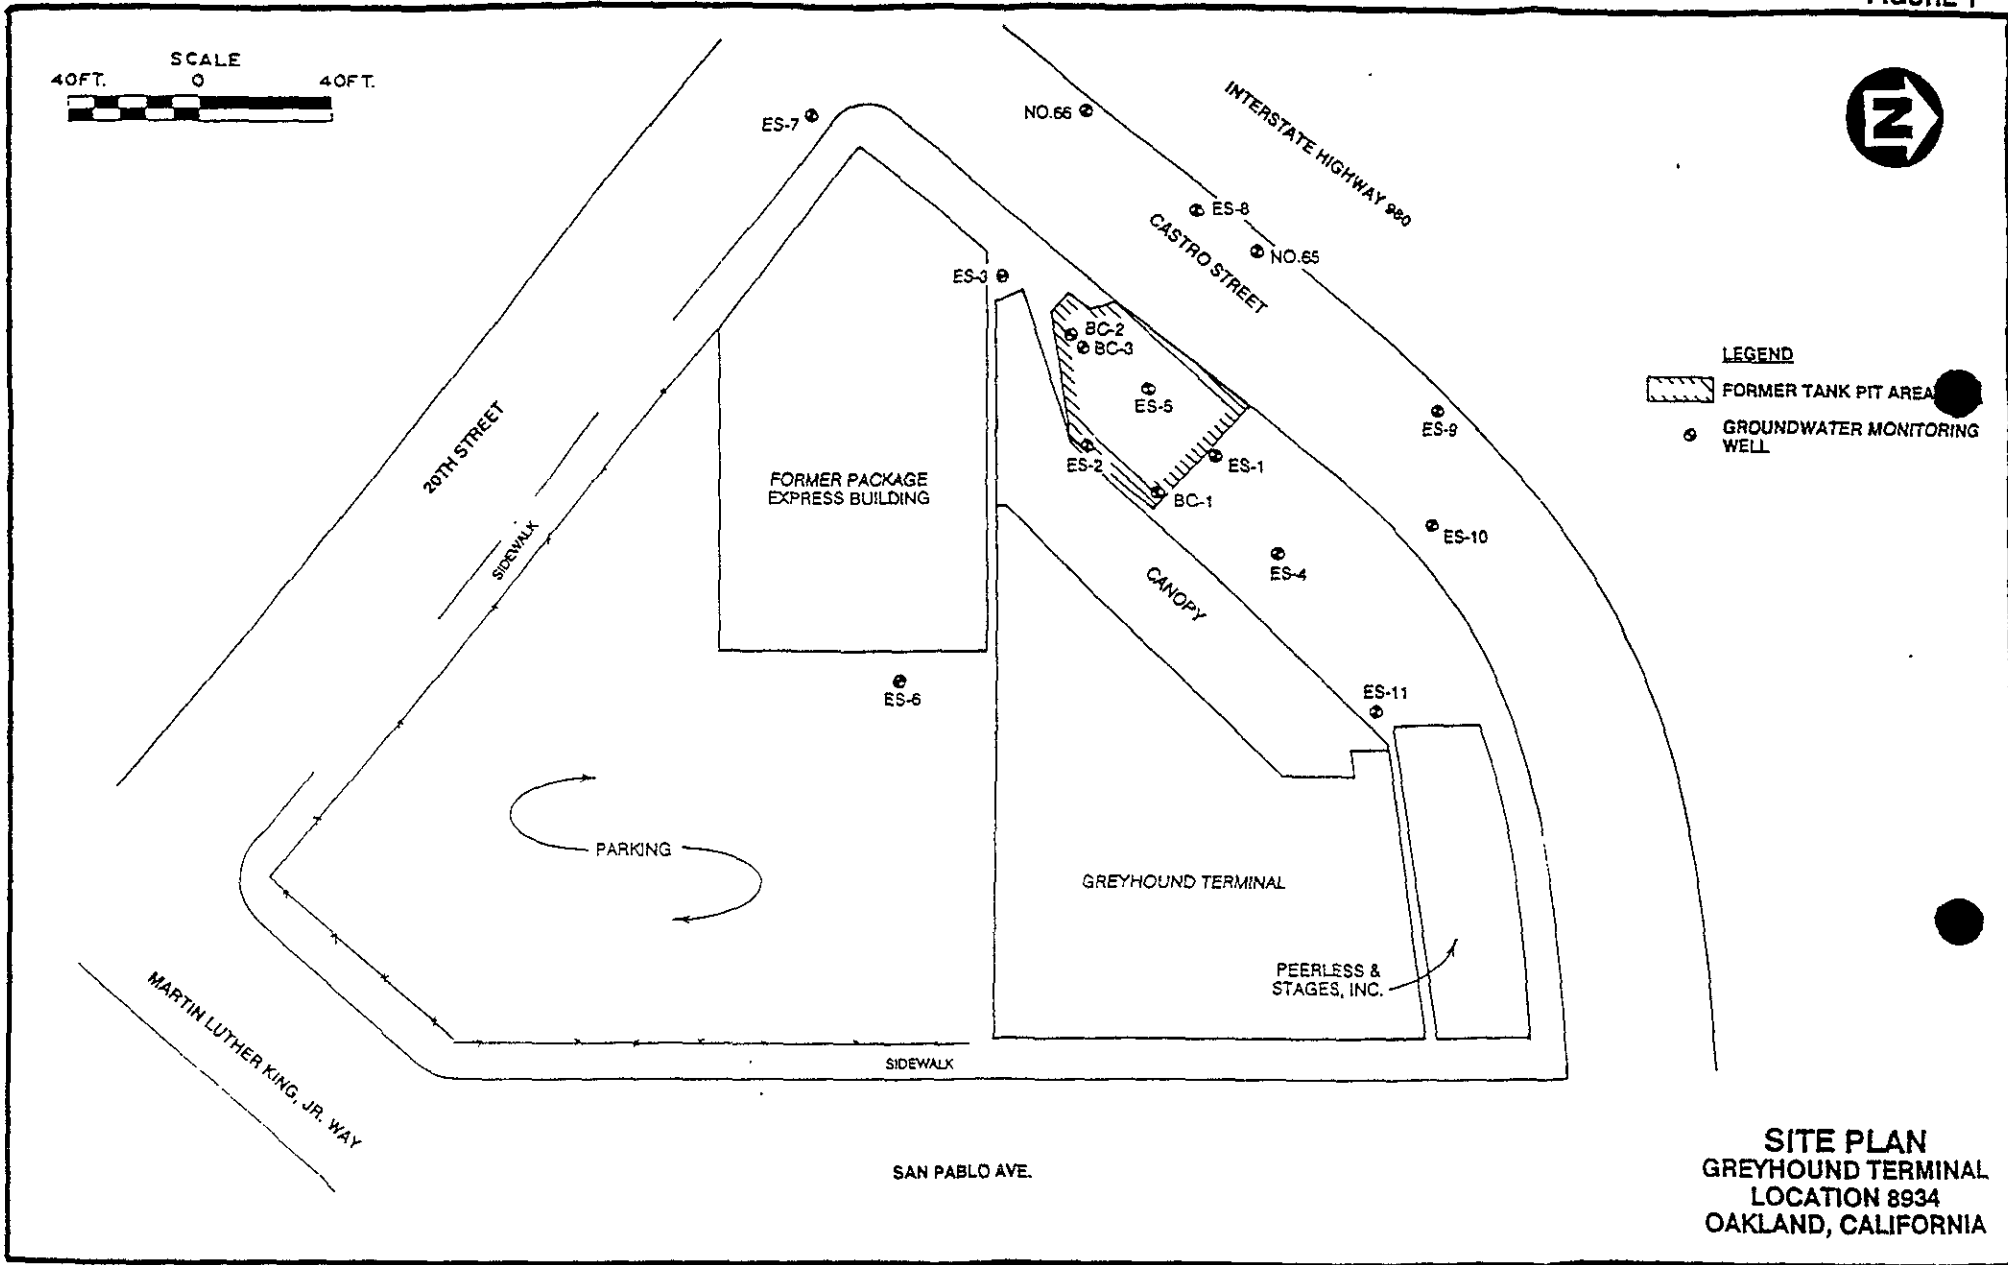 FIGURE 1
SCALE
40FT. 0 40FT.
N
INTERSTATE HIGHWAY 980
NO.66
ES-7
ES-8
CASTRO STREET
NO.65
ES-3
BC-2
BC-3
ES-5
LEGEND
FORMER TANK PIT AREA
GROUNDWATER MONITORING
WELL
ES-9
20TH STREET
ES-2
ES-1
BC-1
FORMER PACKAGE
EXPRESS BUILDING
SIDEWALK
ES-10
ES-4
CANOPY
ES-6
ES-11
PARKING
GREYHOUND TERMINAL
PEERLESS &
STAGES, INC.
MARTIN LUTHER KING, JR. WAY
SIDEWALK
SAN PABLO AVE.
SITE PLAN
GREYHOUND TERMINAL
LOCATION 8934
OAKLAND, CALIFORNIA